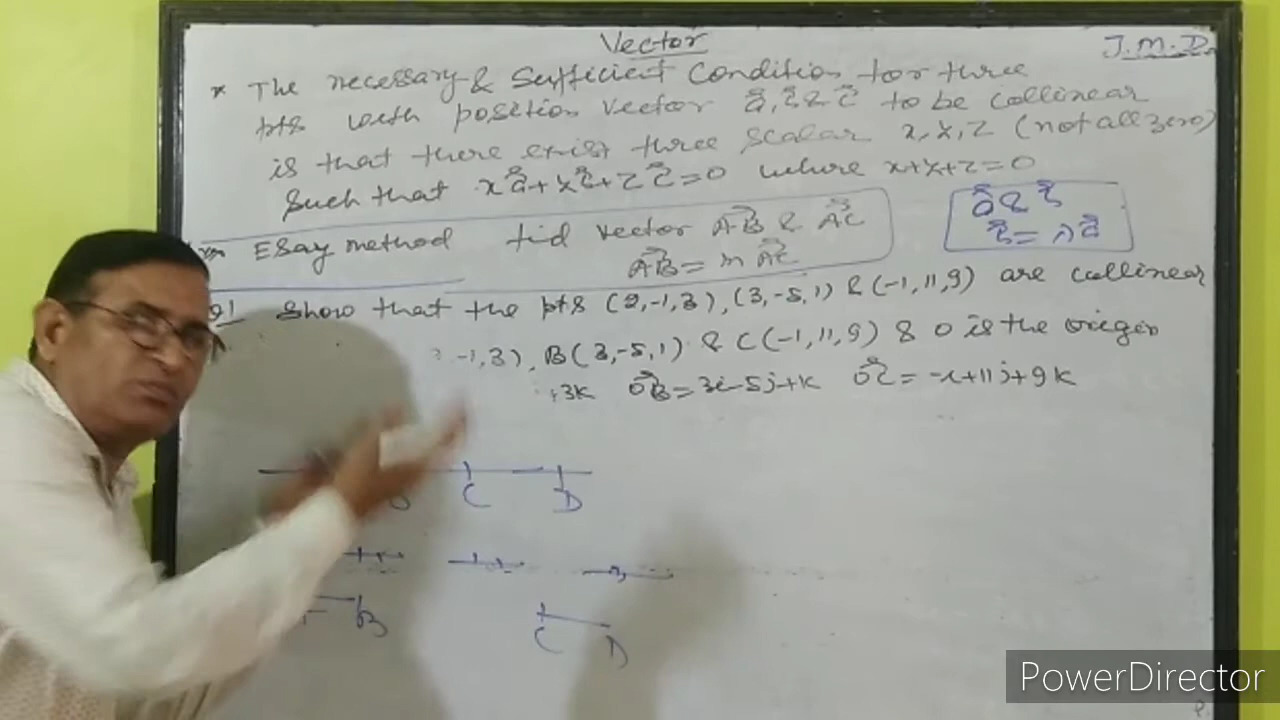 Vector
J.M.D.
* The necessary & Sufficient Condition for three
pts with position vector a, b & c to be collinear
is that there exist three scalar x, y, z (not all zero)
Such that xa + yb + zc = 0 where x+y+z=0
a & b
b = λa
Esay method find vector AB & AC
AB = m AC
Show that the pts (2,-1,3), (3,-5,1) & (-1,11,9) are collinear
-1,3), B(3,-5,1) & C(-1,11,9) & O is the origin
+3k OB = 3i-5j+k OC = -i+11j+9k
B C D
B C D
PowerDirector